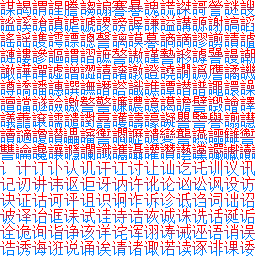 謀謁謂謃謄謅謆謇謈謉謊謋謌謍謎謏
謐謑謒謓謔謕謖謗謘謙謚講謜謝謞謟
謠謡謢謣謤謥謦謧謨謩謪謫謬謭謮謯
謰謱謲謳謴謵謶謷謸謹謺謻謼謽謾謿
譀譁譂譃譄譅譆譇譈證譊譋譌譍譎譏
譐譑譒譓譔譕譖譗識譙譚譛譜譝譞譟
譠譡譢譣譤譥警譧譨譩譪譫譬譭譮譯
議譱譲譳譴譵譶護譸譹譺譻譼譽譾譿
讀讁讂讃讄讅讆讇讈讉變讋讌讍讎讏
讐讑讒讓讔讕讖讗讘讙讚讛讜讝讞讟
讠计订讣认讥讦讧讨让讪讫讬训议讯
记讱讲讳讴讵讶讷许讹论讻讼讽设访
诀证诂诃评诅识诇诈诉诊诋诌词诎诏
诐译诒诓诔试诖诗诘诙诚诛诜话诞诟
诠诡询诣诤该详诧诨诩诪诫诬语诮误
诰诱诲诳说诵诶请诸诹诺读诼诽课诿